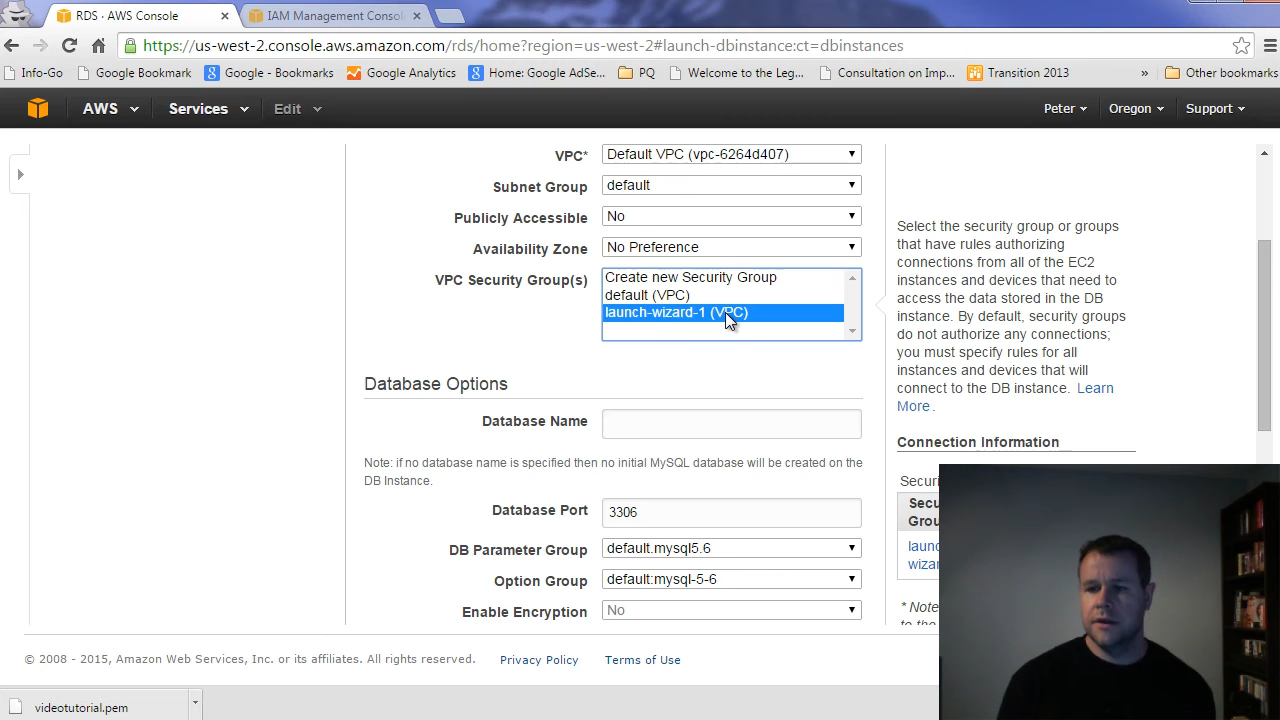 RDS · AWS Console
IAM Management Consol
https://us-west-2.console.aws.amazon.com/rds/home?region=us-west-2#launch-dbinstance:ct=dbinstances
Info-Go
Google Bookmark
Google Bookmarks
Google Analytics
Home: Google AdSe...
PQ
Welcome to the Leg...
Consultation on Imp...
Transition 2013
»
Other bookmarks
AWS
Services
Edit
Peter
Oregon
Support
VPC*
Default VPC (vpc-6264d407)
Subnet Group
default
Publicly Accessible
No
Availability Zone
No Preference
VPC Security Group(s)
Create new Security Group
default (VPC)
launch-wizard-1 (VPC)
Select the security group or groups
that have rules authorizing
connections from all of the EC2
instances and devices that need to
access the data stored in the DB
instance. By default, security groups
do not authorize any connections;
you must specify rules for all
instances and devices that will
connect to the DB instance. Learn
More.
Connection Information
Securi
Secu
Grou
launc
wizar
* Note
to the
Database Options
Database Name
Note: if no database name is specified then no initial MySQL database will be created on the
DB Instance.
Database Port
3306
DB Parameter Group
default.mysql5.6
Option Group
default:mysql-5-6
Enable Encryption
No
© 2008 - 2015, Amazon Web Services, Inc. or its affiliates. All rights reserved.
Privacy Policy
Terms of Use
videotutorial.pem